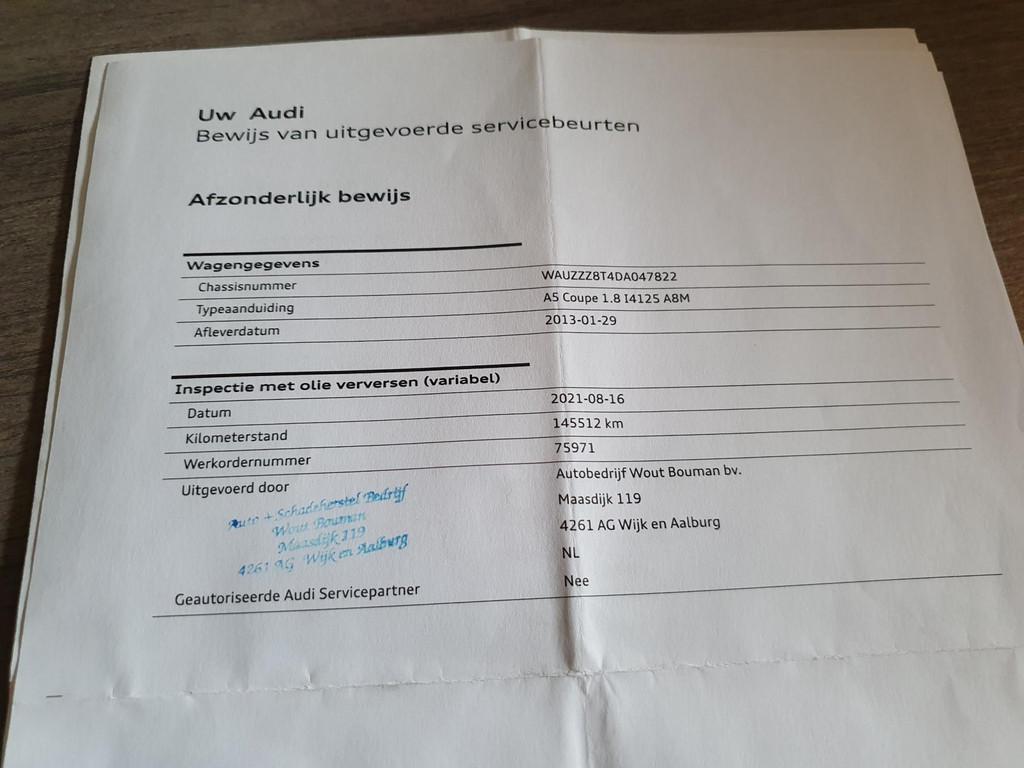 Uw Audi
Bewijs van uitgevoerde servicebeurten
Afzonderlijk bewijs
Wagengegevens
Chassisnummer WAUZZZ8T4DA047822
Typeaanduiding A5 Coupe 1.8 I4125 A8M
Afleverdatum 2013-01-29
Inspectie met olie verversen (variabel)
Datum 2021-08-16
Kilometerstand 145512 km
Werkordernummer 75971
Uitgevoerd door Autobedrijf Wout Bouman bv.
Maasdijk 119
4261 AG Wijk en Aalburg
NL
Auto + Schadeherstel Bedrijf
Wout Bouman
Maasdijk 119
4261 AG Wijk en Aalburg
Geautoriseerde Audi Servicepartner Nee